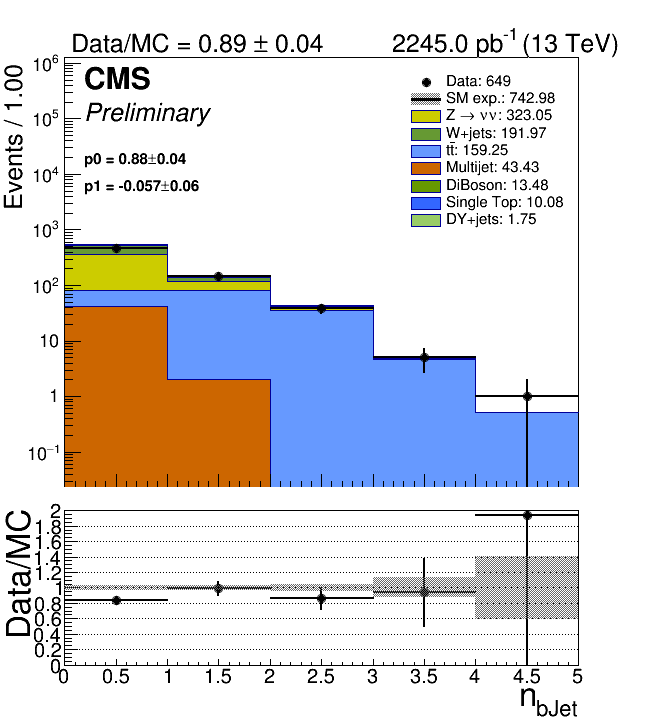 Data/MC = 0.89 ± 0.04 2245.0 pb⁻¹ (13 TeV)
CMS
Preliminary
p0 = 0.88±0.04
p1 = -0.057±0.06
Data: 649
SM exp.: 742.98
Z → νν: 323.05
W+jets: 191.97
tt̄: 159.25
Multijet: 43.43
DiBoson: 13.48
Single Top: 10.08
DY+jets: 1.75
Events / 1.00
10⁶
10⁵
10⁴
10³
10²
10
1
10⁻¹
Data/MC
2
1.8
1.6
1.4
1.2
1
0.8
0.6
0.4
0.2
0
0 0.5 1 1.5 2 2.5 3 3.5 4 4.5 5
n_bJet